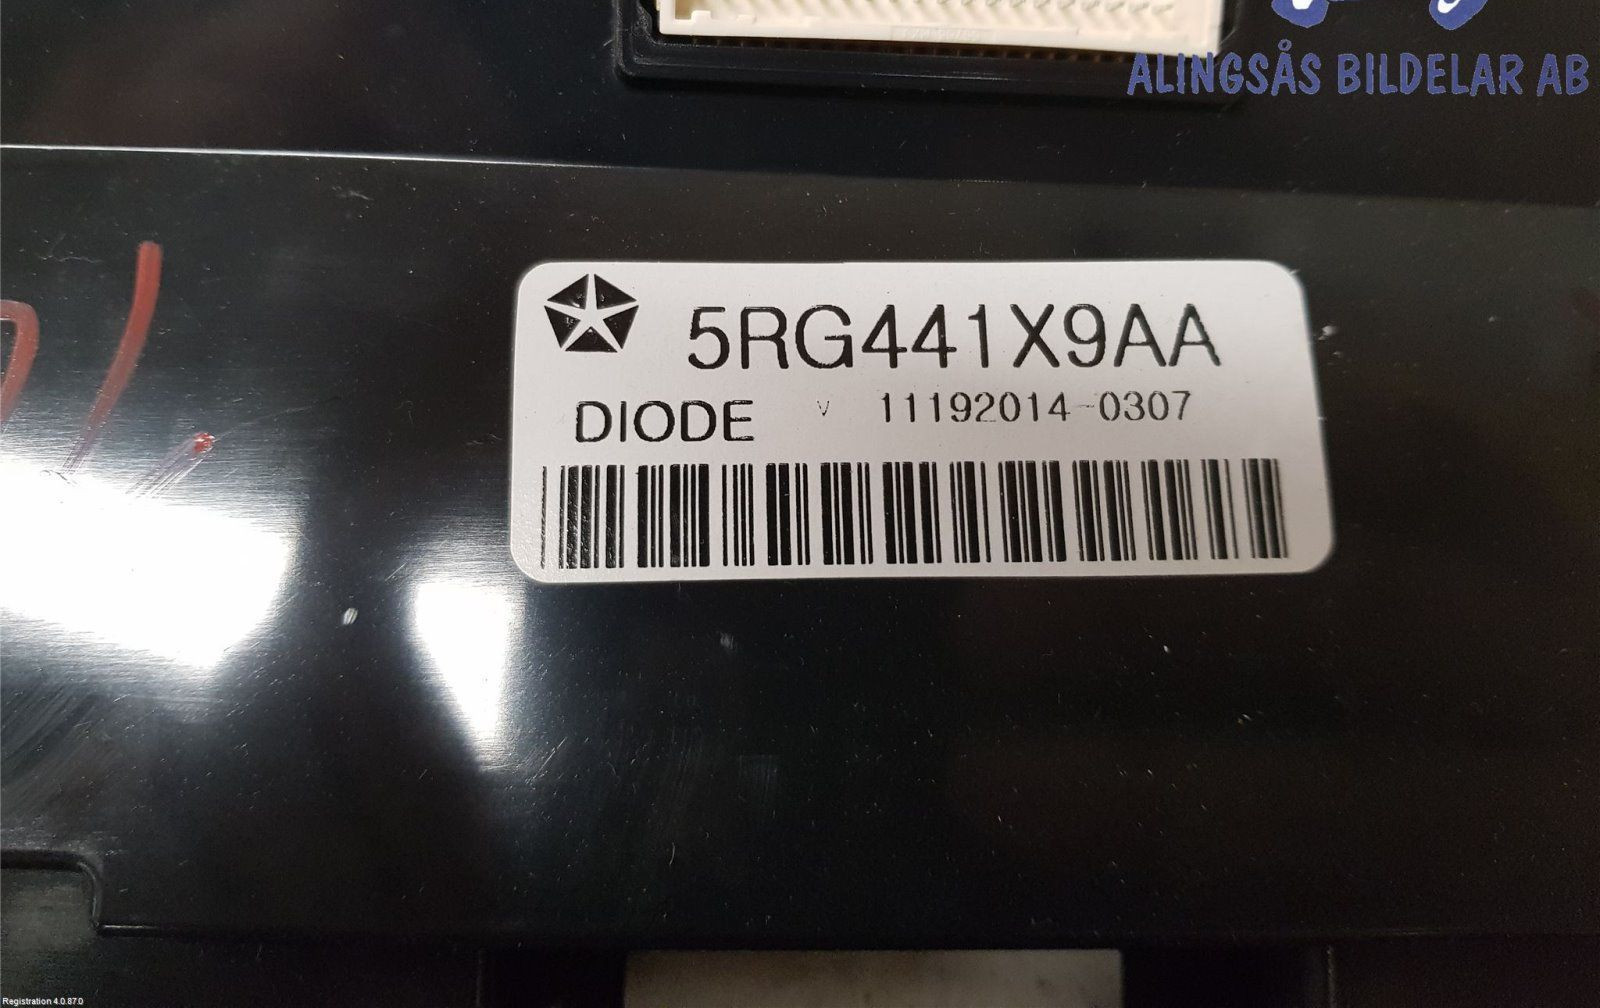 ALINGSÅS BILDELAR AB
5RG441X9AA
DIODE V 11192014-0307
Registration 4.0.87.0